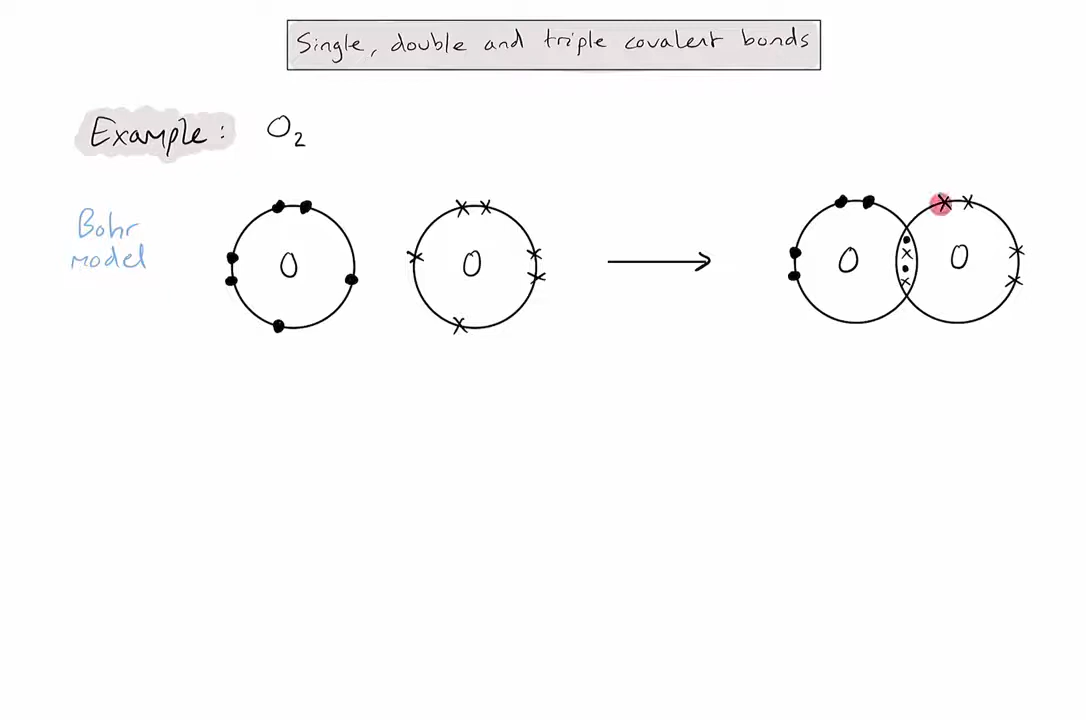 Single, double and triple covalent bonds
Example: O₂
Bohr
model
O O O O